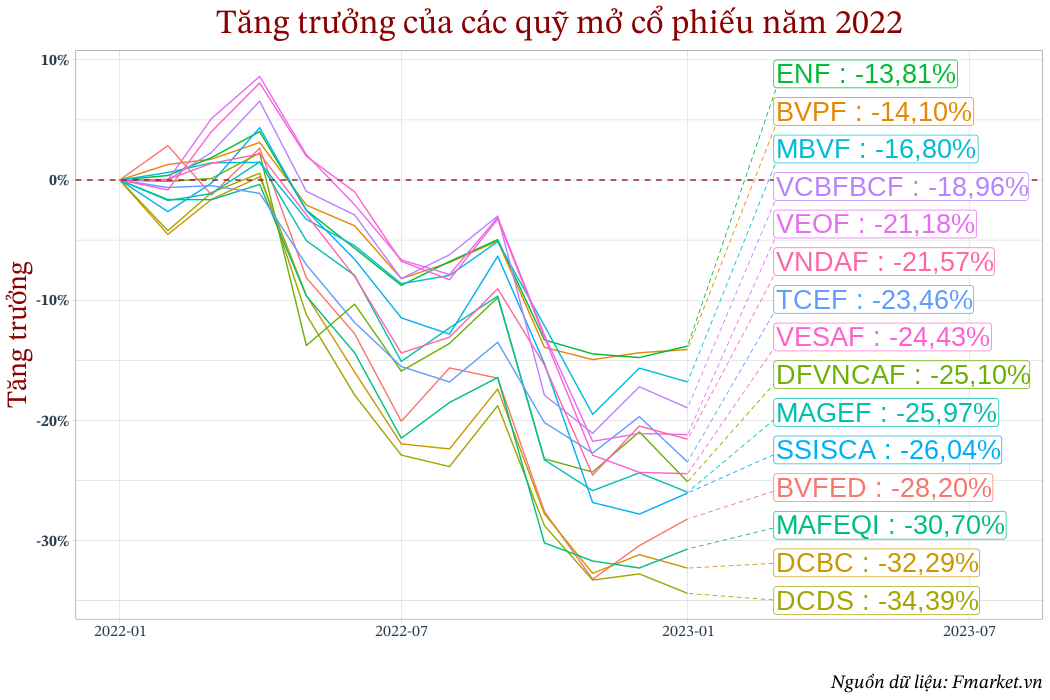 Tăng trưởng của các quỹ mở cổ phiếu năm 2022
Tăng trưởng
10%
0%
-10%
-20%
-30%
ENF : -13,81%
BVPF : -14,10%
MBVF : -16,80%
VCBFBCF : -18,96%
VEOF : -21,18%
VNDAF : -21,57%
TCEF : -23,46%
VESAF : -24,43%
DFVNCAF : -25,10%
MAGEF : -25,97%
SSISCA : -26,04%
BVFED : -28,20%
MAFEQI : -30,70%
DCBC : -32,29%
DCDS : -34,39%
2022-01
2022-07
2023-01
2023-07
Nguồn dữ liệu: Fmarket.vn